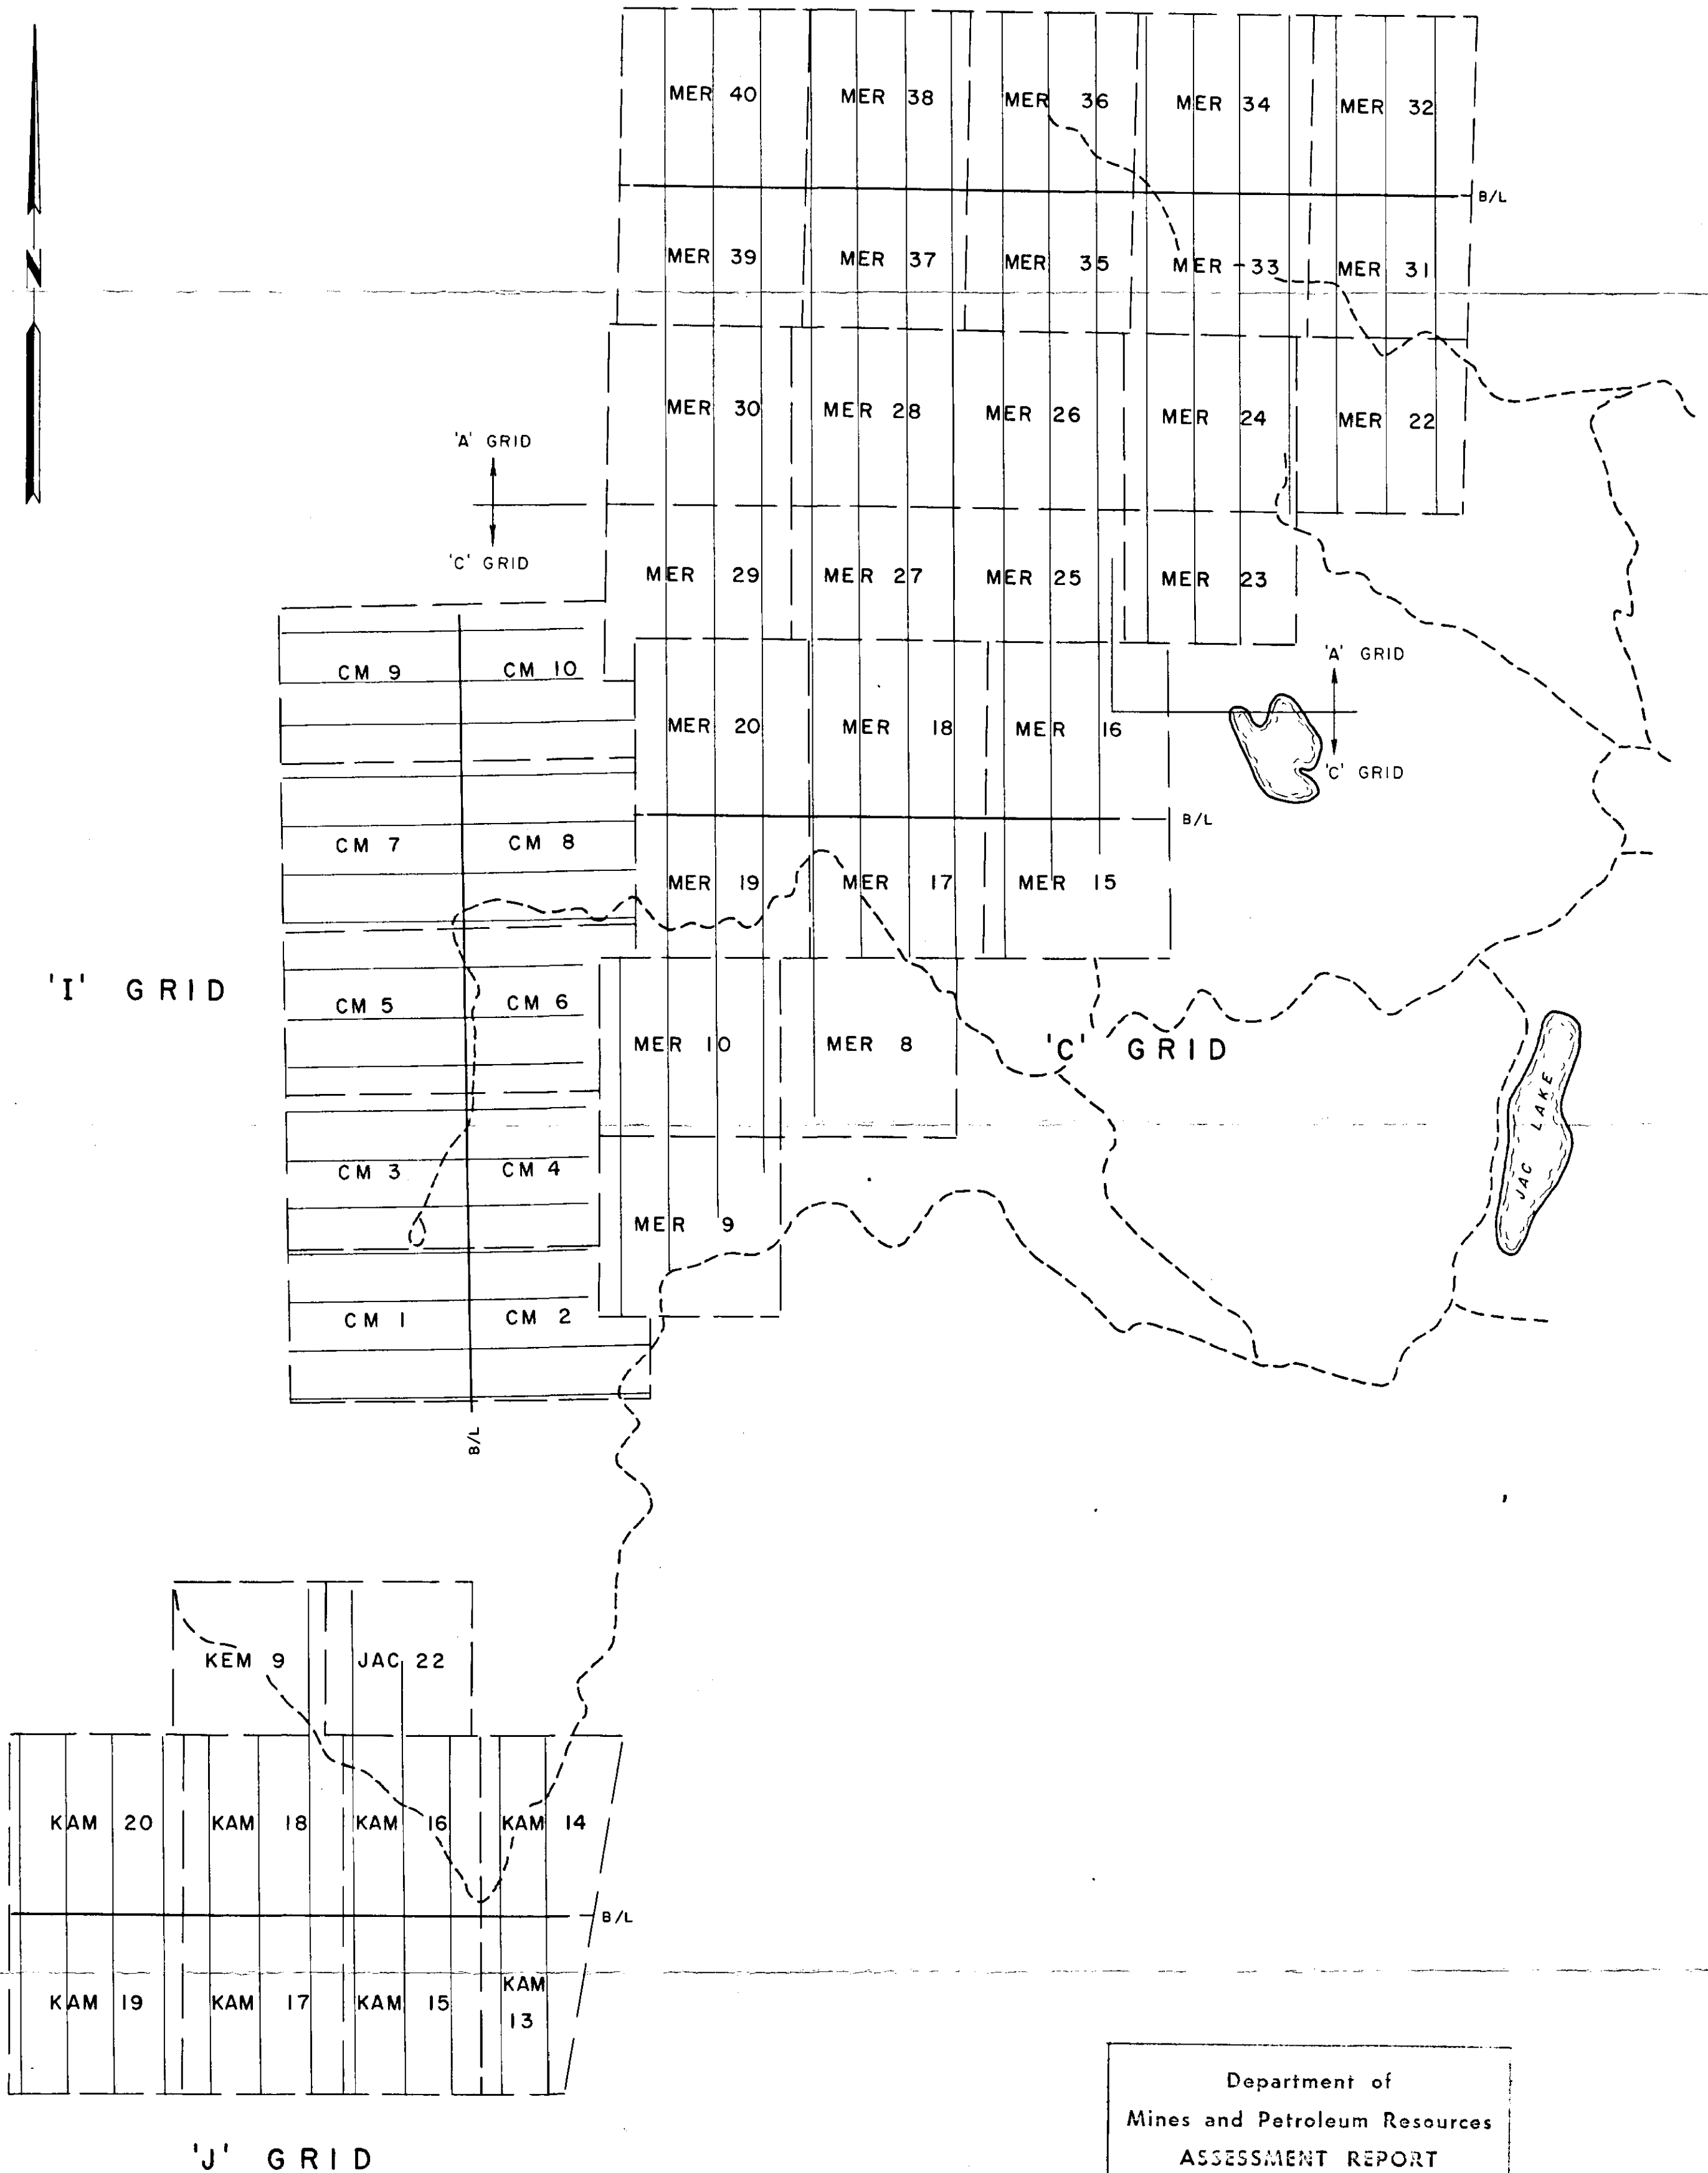 MER 40
MER 38
MER 36
MER 34
MER 32
B/L
N
MER 39
MER 37
MER 35
MER 33
MER 31
MER 30
MER 28
MER 26
MER 24
MER 22
'A' GRID
'C' GRID
MER 29
MER 27
MER 25
MER 23
CM 9
CM 10
'A' GRID
MER 20
MER 18
MER 16
'C' GRID
B/L
CM 7
CM 8
MER 19
MER 17
MER 15
'I' GRID
CM 5
CM 6
MER 10
MER 8
'C' GRID
JAC LAKE
CM 3
CM 4
MER 9
CM 1
CM 2
B/L
KEM 9
JAC 22
KAM 20
KAM 18
KAM 16
KAM 14
B/L
KAM 19
KAM 17
KAM 15
KAM
13
'J' GRID
Department of
Mines and Petroleum Resources
ASSESSMENT REPORT